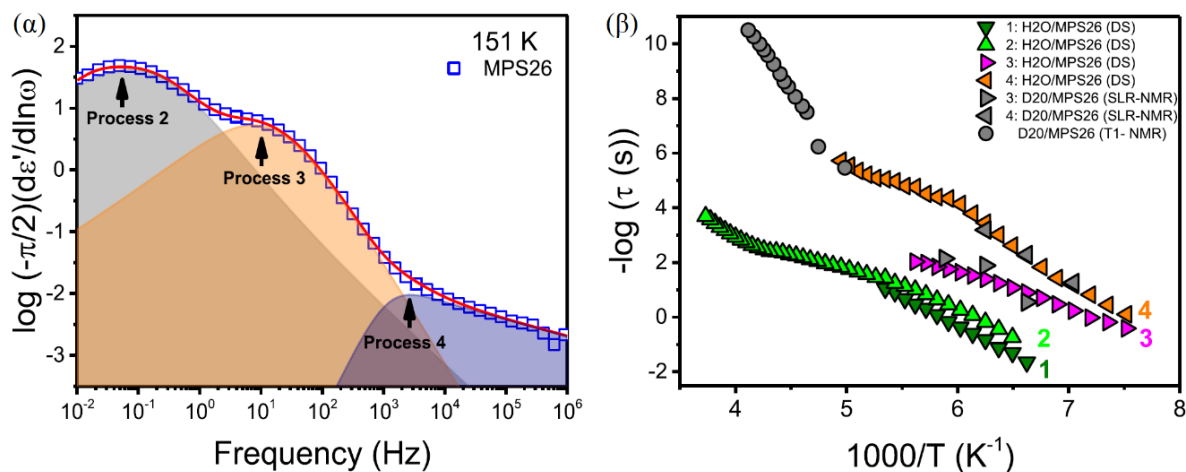 (α)
151 K
MPS26
Process 2
Process 3
Process 4
log (-π/2)(dε'/dlnω)
2
1
0
-1
-2
-3
10-2 10-1 100 101 102 103 104 105 106
Frequency (Hz)
(β)
1: H2O/MPS26 (DS)
2: H2O/MPS26 (DS)
3: H2O/MPS26 (DS)
4: H2O/MPS26 (DS)
3: D20/MPS26 (SLR-NMR)
4: D20/MPS26 (SLR-NMR)
D20/MPS26 (T1- NMR)
-log (τ (s))
10
8
6
4
2
0
-2
4
3
2
1
4 5 6 7 8
1000/T (K-1)